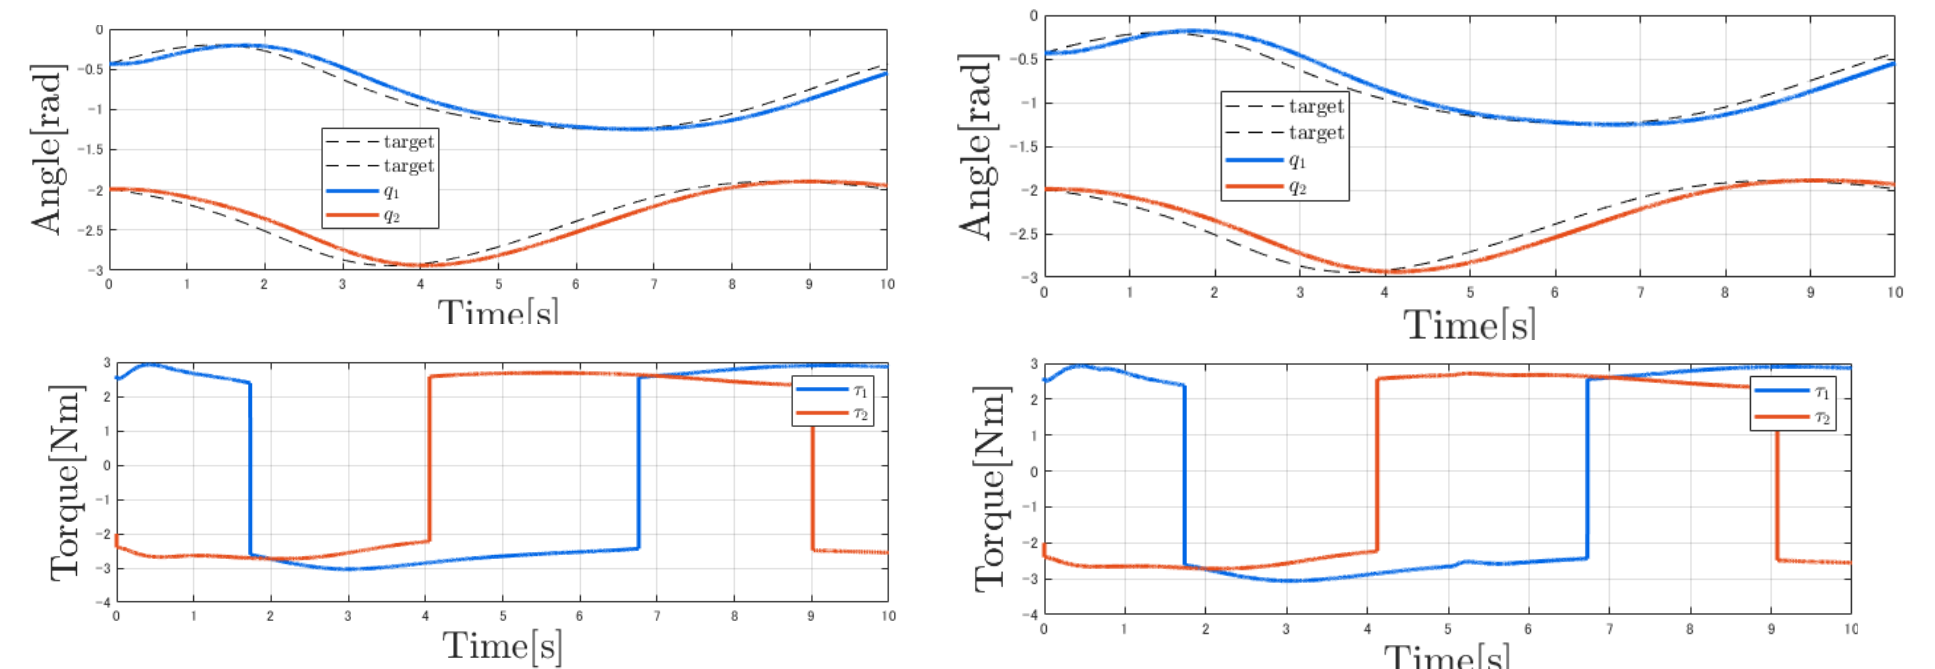 0
-0.5
-1
-1.5
-2
-2.5
-3
Angle[rad]
target
target
q1
q2
0 1 2 3 4 5 6 7 8 9 10
Time[s]
0
-0.5
-1
-1.5
-2
-2.5
-3
Angle[rad]
target
target
q1
q2
0 1 2 3 4 5 6 7 8 9 10
Time[s]
3
2
1
0
-1
-2
-3
-4
Torque[Nm]
τ1
τ2
0 1 2 3 4 5 6 7 8 9 10
Time[s]
3
2
1
0
-1
-2
-3
-4
Torque[Nm]
τ1
τ2
0 1 2 3 4 5 6 7 8 9 10
Time[s]